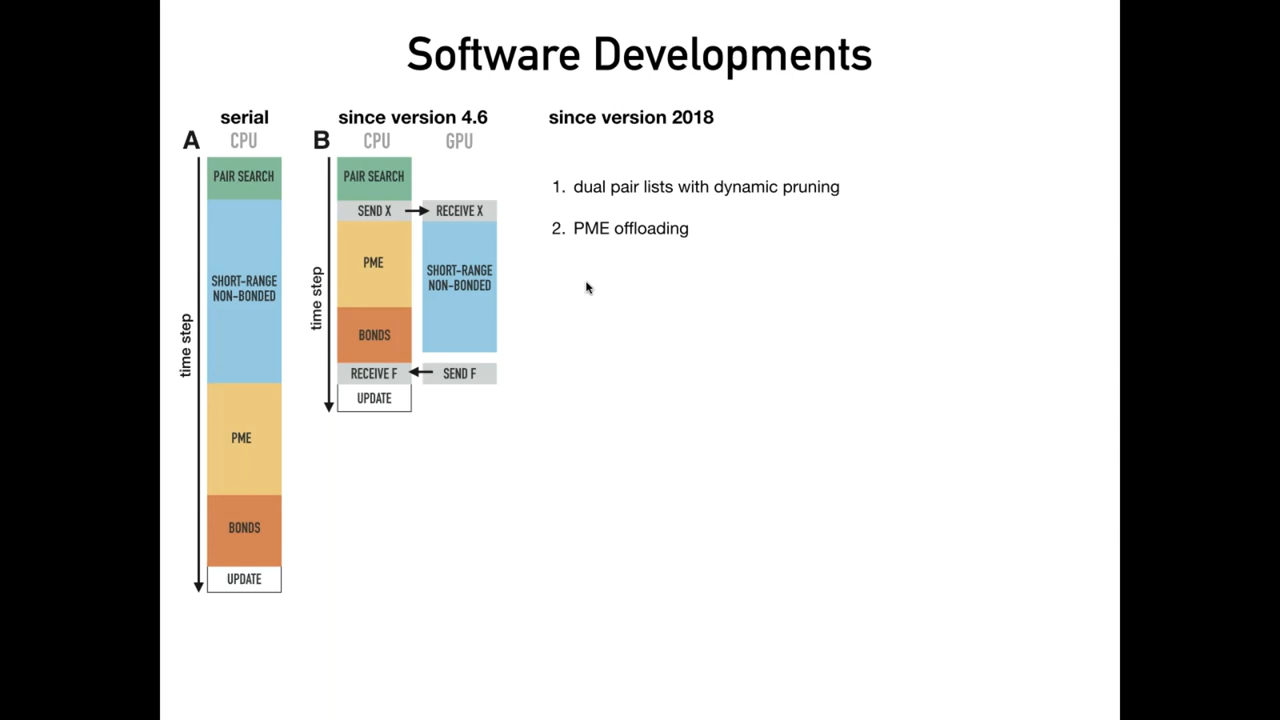 Software Developments
serial
A
CPU
time step
PAIR SEARCH
SHORT-RANGE
NON-BONDED
PME
BONDS
UPDATE
since version 4.6
B
CPU
GPU
time step
PAIR SEARCH
SEND X
RECEIVE X
PME
SHORT-RANGE
NON-BONDED
BONDS
RECEIVE F
SEND F
UPDATE
since version 2018
1. dual pair lists with dynamic pruning
2. PME offloading